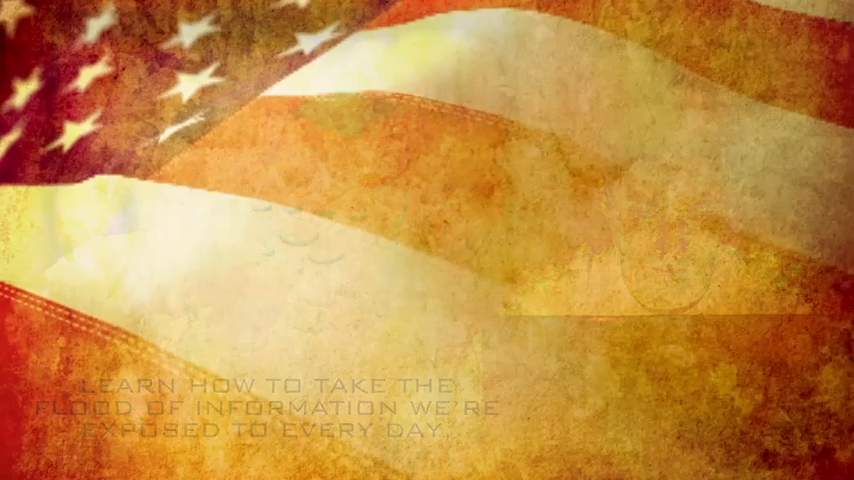 LEARN HOW TO TAKE THE
FLOOD OF INFORMATION WE'RE
EXPOSED TO EVERY DAY,